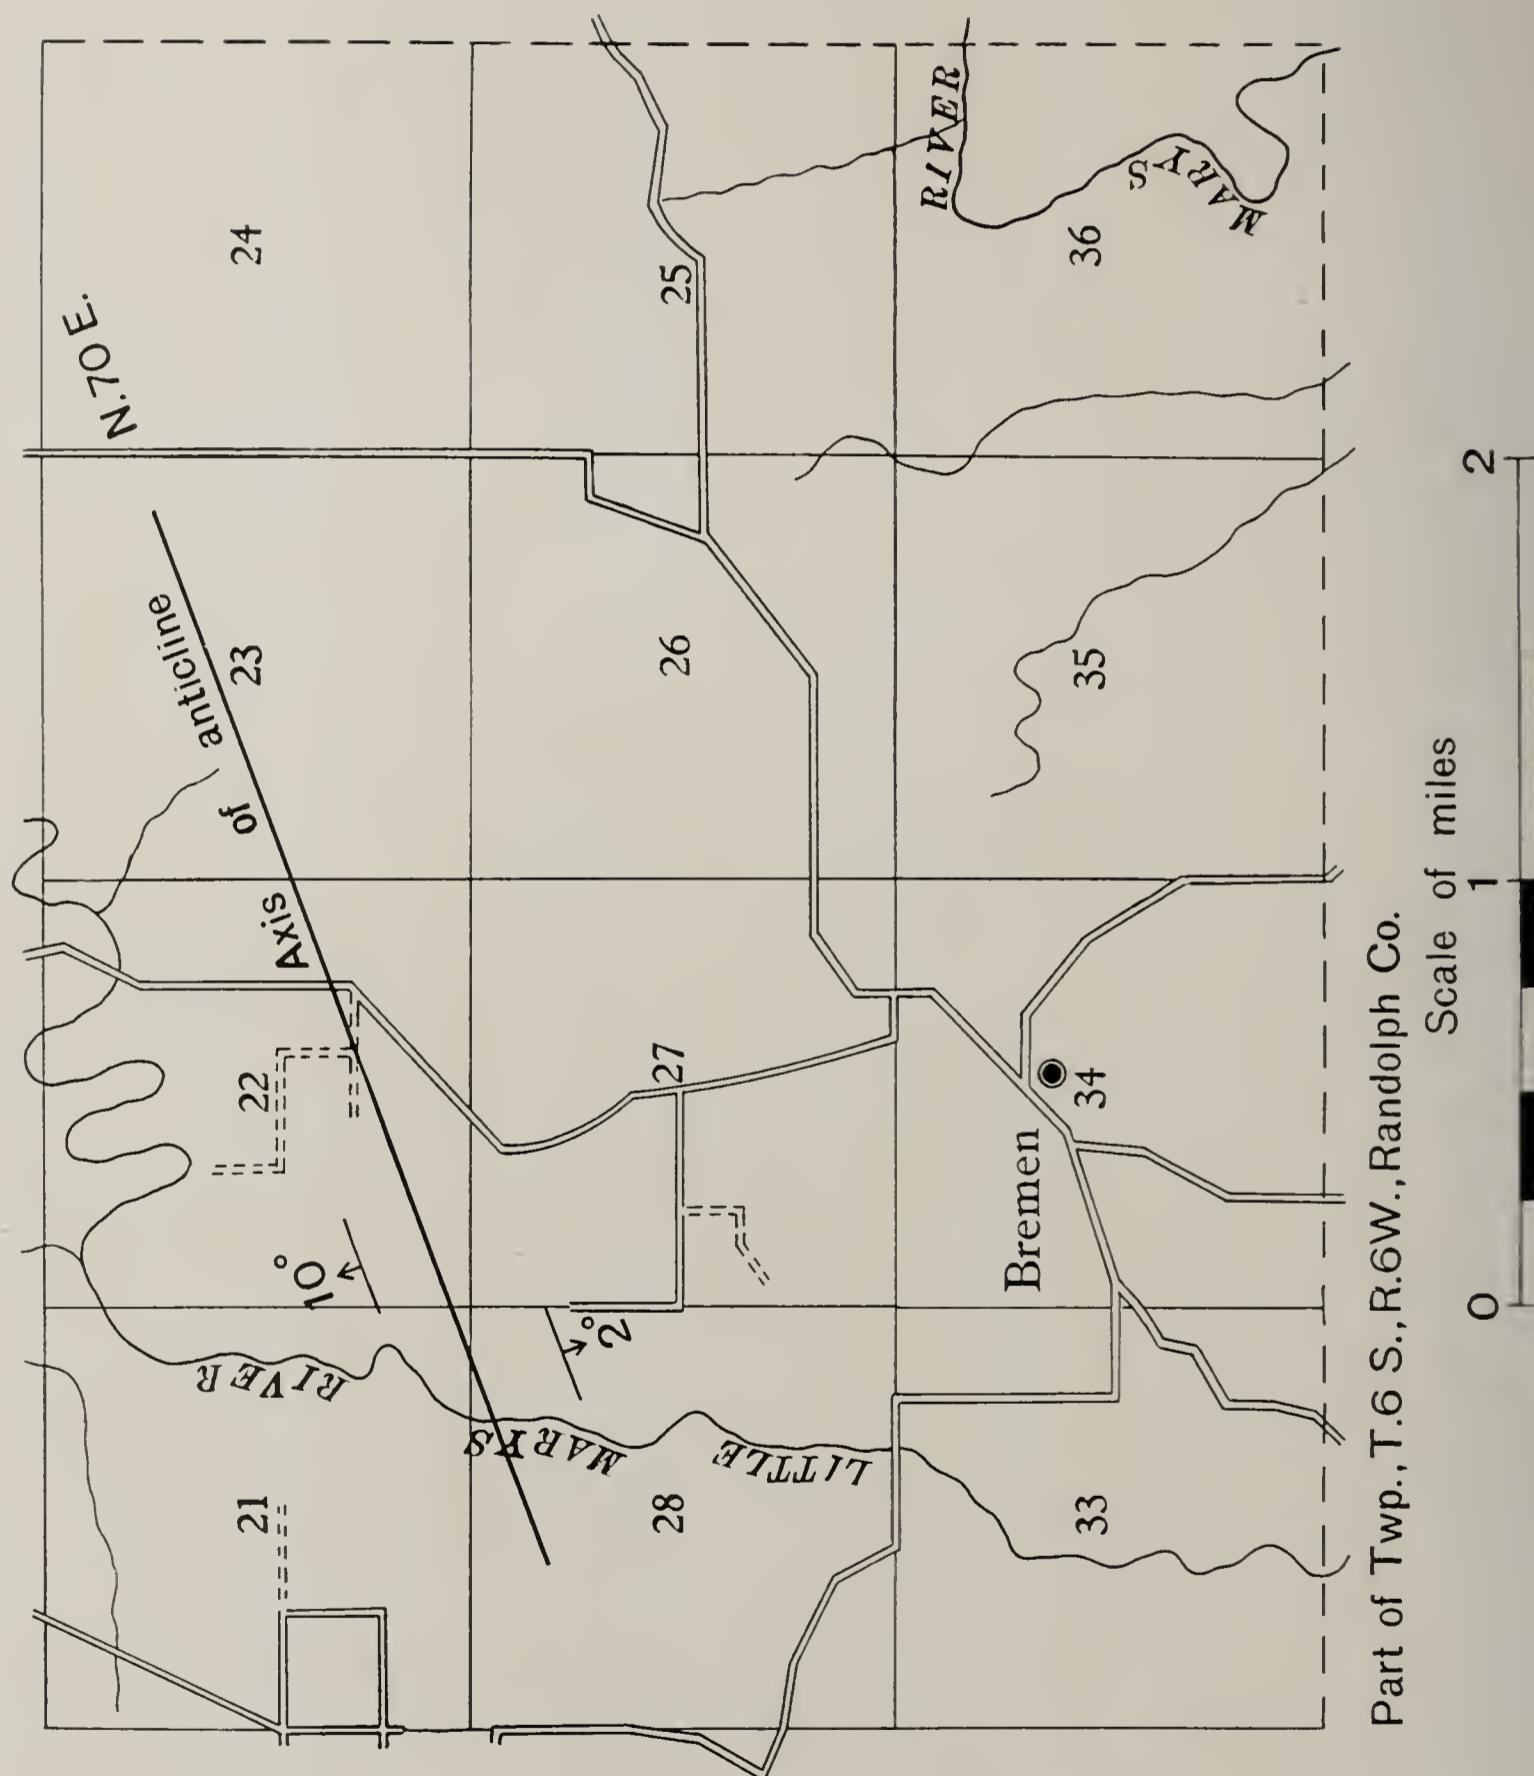 N.70E.
Axis of anticline
24
23
22
21
10°
2°
25
26
27
28
RIVER
MARYS
LITTLE MARYS RIVER
36
35
34
33
Bremen
Part of Twp., T.6 S., R.6W., Randolph Co.
Scale of miles
0 1 2